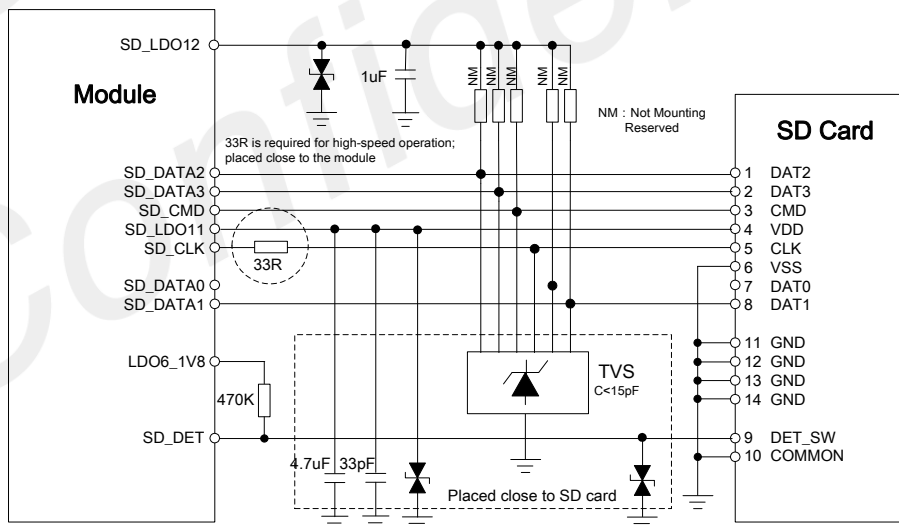 Confiden
SD_LDO12
Module
1uF
NM NM NM NM NM
NM : Not Mounting
Reserved
SD Card
33R is required for high-speed operation;
placed close to the module
SD_DATA2
1 DAT2
SD_DATA3
2 DAT3
SD_CMD
3 CMD
SD_LDO11
4 VDD
SD_CLK
33R
5 CLK
6 VSS
SD_DATA0
7 DAT0
SD_DATA1
8 DAT1
11 GND
LDO6_1V8
12 GND
TVS
C<15pF
13 GND
470K
14 GND
SD_DET
9 DET_SW
4.7uF 33pF
10 COMMON
Placed close to SD card